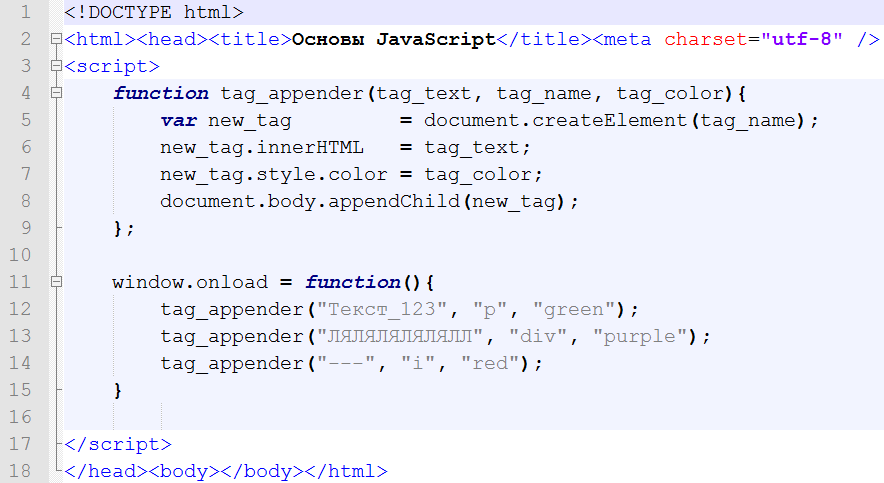 1 <!DOCTYPE html>
2 <html><head><title>Основы JavaScript</title><meta charset="utf-8" />
3 <script>
4     function tag_appender(tag_text, tag_name, tag_color){
5         var new_tag         = document.createElement(tag_name);
6         new_tag.innerHTML   = tag_text;
7         new_tag.style.color = tag_color;
8         document.body.appendChild(new_tag);
9     };
10
11     window.onload = function(){
12         tag_appender("Текст_123", "p", "green");
13         tag_appender("ЛЯЛЯЛЯЛЯЛЯЛЛ", "div", "purple");
14         tag_appender("---", "i", "red");
15     }
16
17 </script>
18 </head><body></body></html>